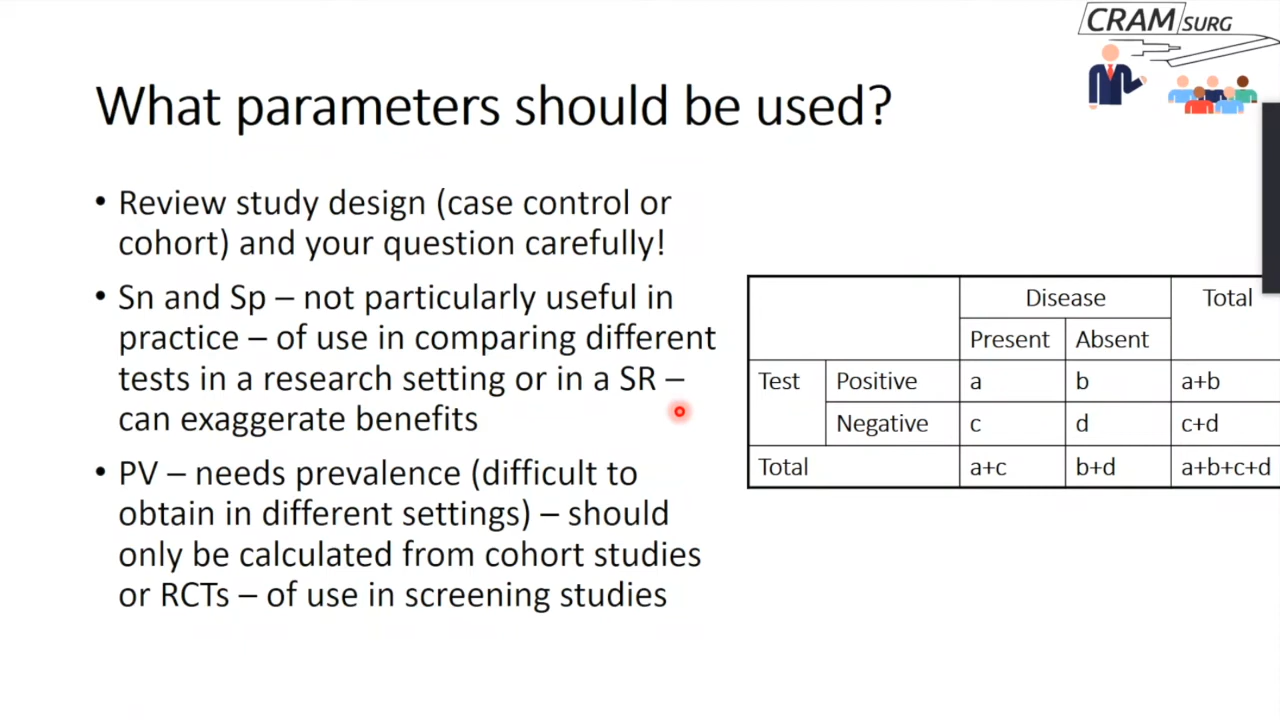 CRAM SURG
What parameters should be used?
• Review study design (case control or
cohort) and your question carefully!
• Sn and Sp – not particularly useful in
practice – of use in comparing different
tests in a research setting or in a SR –
can exaggerate benefits
• PV – needs prevalence (difficult to
obtain in different settings) – should
only be calculated from cohort studies
or RCTs – of use in screening studies
Disease Total
Present Absent
Test Positive a b a+b
Negative c d c+d
Total a+c b+d a+b+c+d